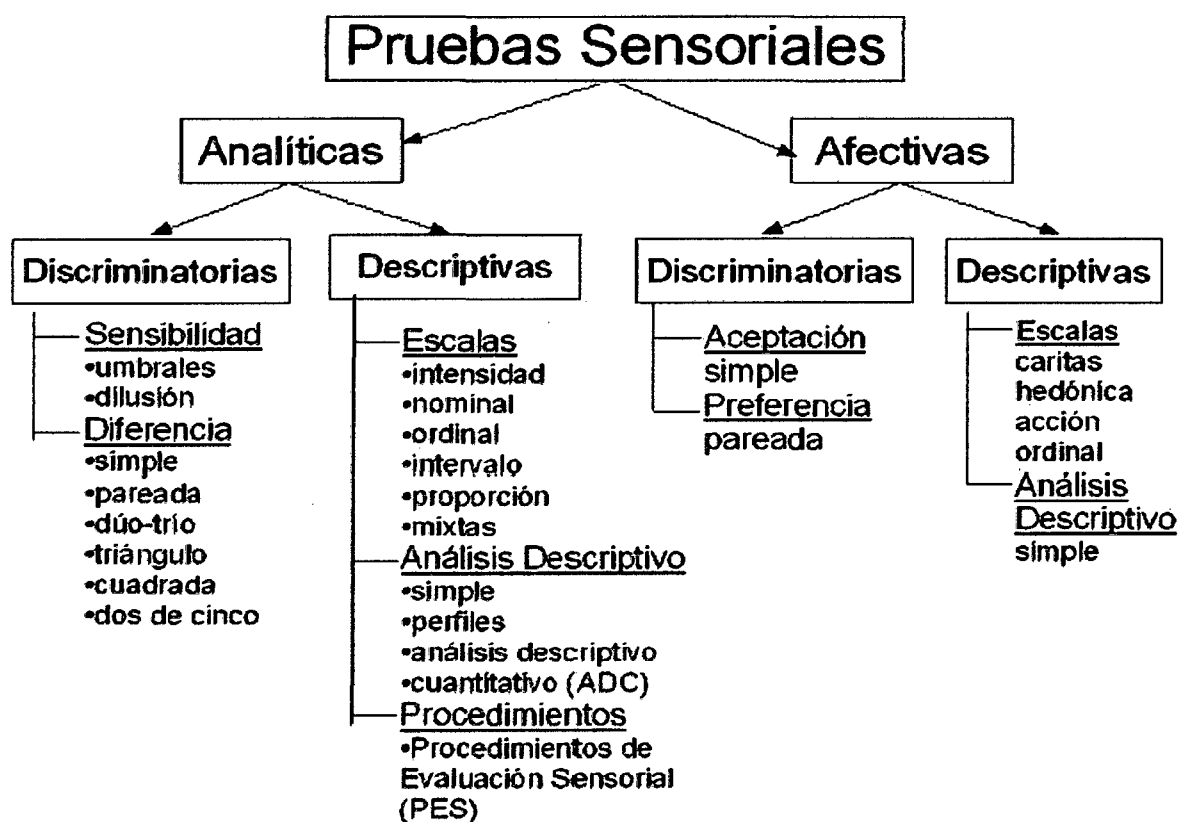 Pruebas Sensoriales
Analíticas
Afectivas
Discriminatorias
Sensibilidad
•umbrales
•dilusión
Diferencia
•simple
•pareada
•dúo-trío
•triángulo
•cuadrada
•dos de cinco
Descriptivas
Escalas
•intensidad
•nominal
•ordinal
•intervalo
•proporción
•mixtas
Análisis Descriptivo
•simple
•perfiles
•análisis descriptivo
•cuantitativo (ADC)
Procedimientos
•Procedimientos de
Evaluación Sensorial
(PES)
Discriminatorias
Aceptación
simple
Preferencia
pareada
Descriptivas
Escalas
caritas
hedónica
acción
ordinal
Análisis
Descriptivo
simple